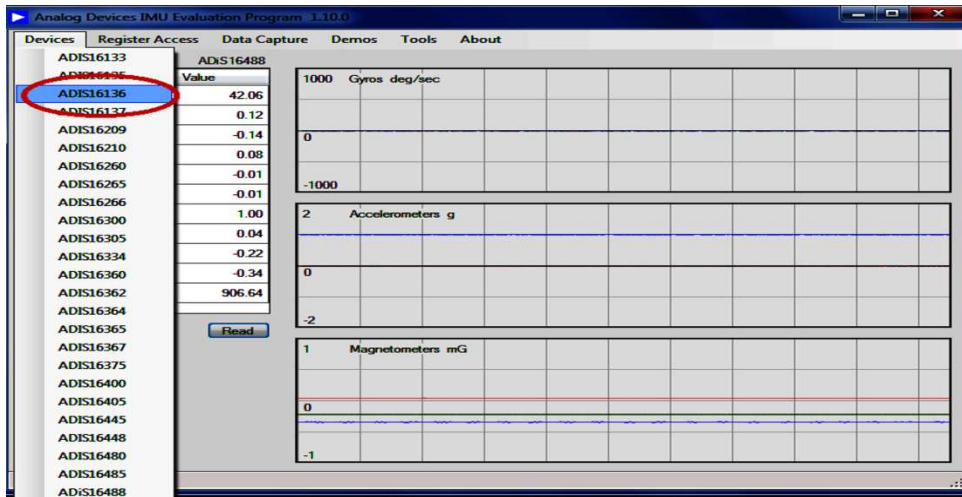 Analog Devices IMU Evaluation Program 1.10.0
Devices Register Access Data Capture Demos Tools About
ADIS16133
ADIS16135
ADIS16136
ADIS16137
ADIS16209
ADIS16210
ADIS16260
ADIS16265
ADIS16266
ADIS16300
ADIS16305
ADIS16334
ADIS16360
ADIS16362
ADIS16364
ADIS16365
ADIS16367
ADIS16375
ADIS16400
ADIS16405
ADIS16445
ADIS16448
ADIS16480
ADIS16485
ADiS16488
ADiS16488
Value
42.06
0.12
-0.14
0.08
-0.01
-0.01
1.00
0.04
-0.22
-0.34
906.64
Read
1000 Gyros deg/sec
0
-1000
2 Accelerometers g
0
-2
1 Magnetometers mG
0
-1